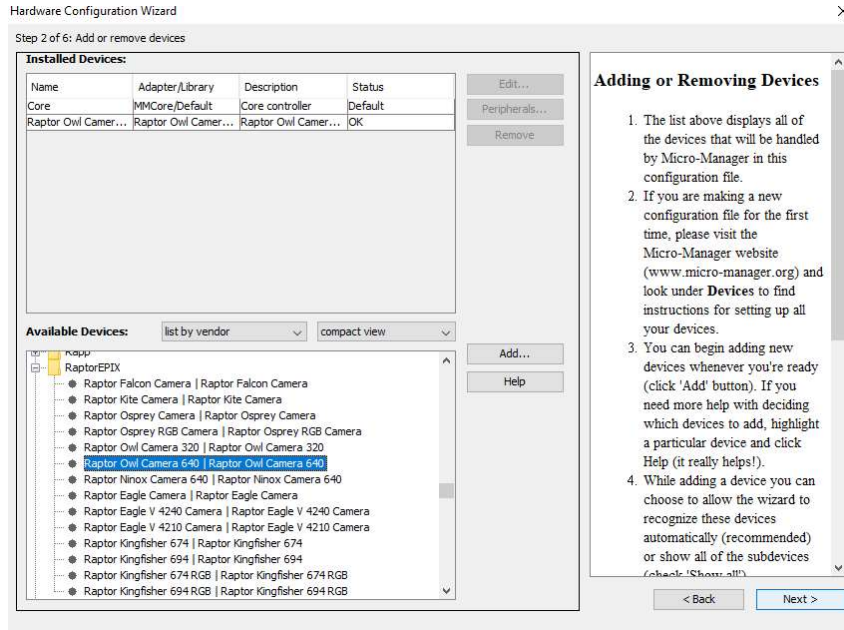 Hardware Configuration Wizard
Step 2 of 6: Add or remove devices
Installed Devices:
Name Adapter/Library Description Status
Core MMCore/Default Core controller Default
Raptor Owl Camer... Raptor Owl Camer... Raptor Owl Camer... OK
Edit...
Peripherals...
Remove
Available Devices: list by vendor compact view
Rapp
RaptorEPIX
Raptor Falcon Camera | Raptor Falcon Camera
Raptor Kite Camera | Raptor Kite Camera
Raptor Osprey Camera | Raptor Osprey Camera
Raptor Osprey RGB Camera | Raptor Osprey RGB Camera
Raptor Owl Camera 320 | Raptor Owl Camera 320
Raptor Owl Camera 640 | Raptor Owl Camera 640
Raptor Ninox Camera 640 | Raptor Ninox Camera 640
Raptor Eagle Camera | Raptor Eagle Camera
Raptor Eagle V 4240 Camera | Raptor Eagle V 4240 Camera
Raptor Eagle V 4210 Camera | Raptor Eagle V 4210 Camera
Raptor Kingfisher 674 | Raptor Kingfisher 674
Raptor Kingfisher 694 | Raptor Kingfisher 694
Raptor Kingfisher 674 RGB | Raptor Kingfisher 674 RGB
Raptor Kingfisher 694 RGB | Raptor Kingfisher 694 RGB
Add...
Help
Adding or Removing Devices
1. The list above displays all of
the devices that will be handled
by Micro-Manager in this
configuration file.
2. If you are making a new
configuration file for the first
time, please visit the
Micro-Manager website
(www.micro-manager.org) and
look under Devices to find
instructions for setting up all
your devices.
3. You can begin adding new
devices whenever you're ready
(click 'Add' button). If you
need more help with deciding
which devices to add, highlight
a particular device and click
Help (it really helps!).
4. While adding a device you can
choose to allow the wizard to
recognize these devices
automatically (recommended)
or show all of the subdevices
(check 'Show all')
< Back
Next >